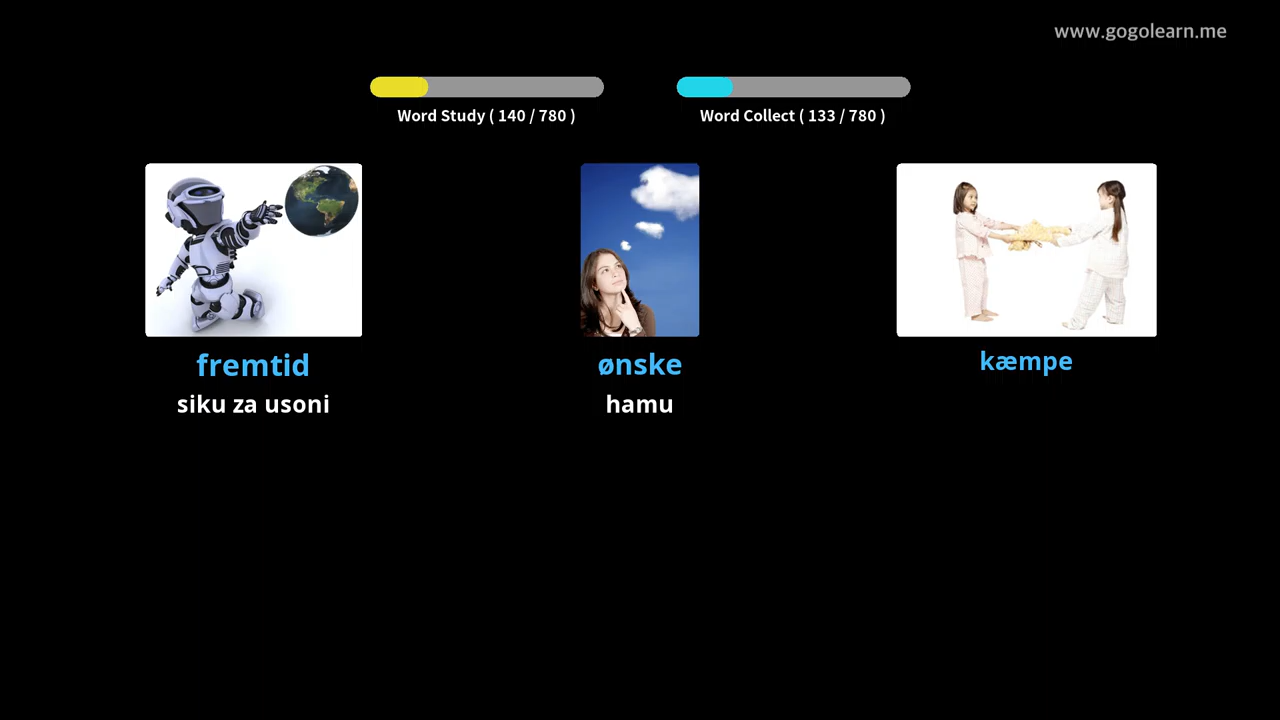 www.gogolearn.me
Word Study ( 140 / 780 )
Word Collect ( 133 / 780 )
fremtid
siku za usoni
ønske
hamu
kæmpe